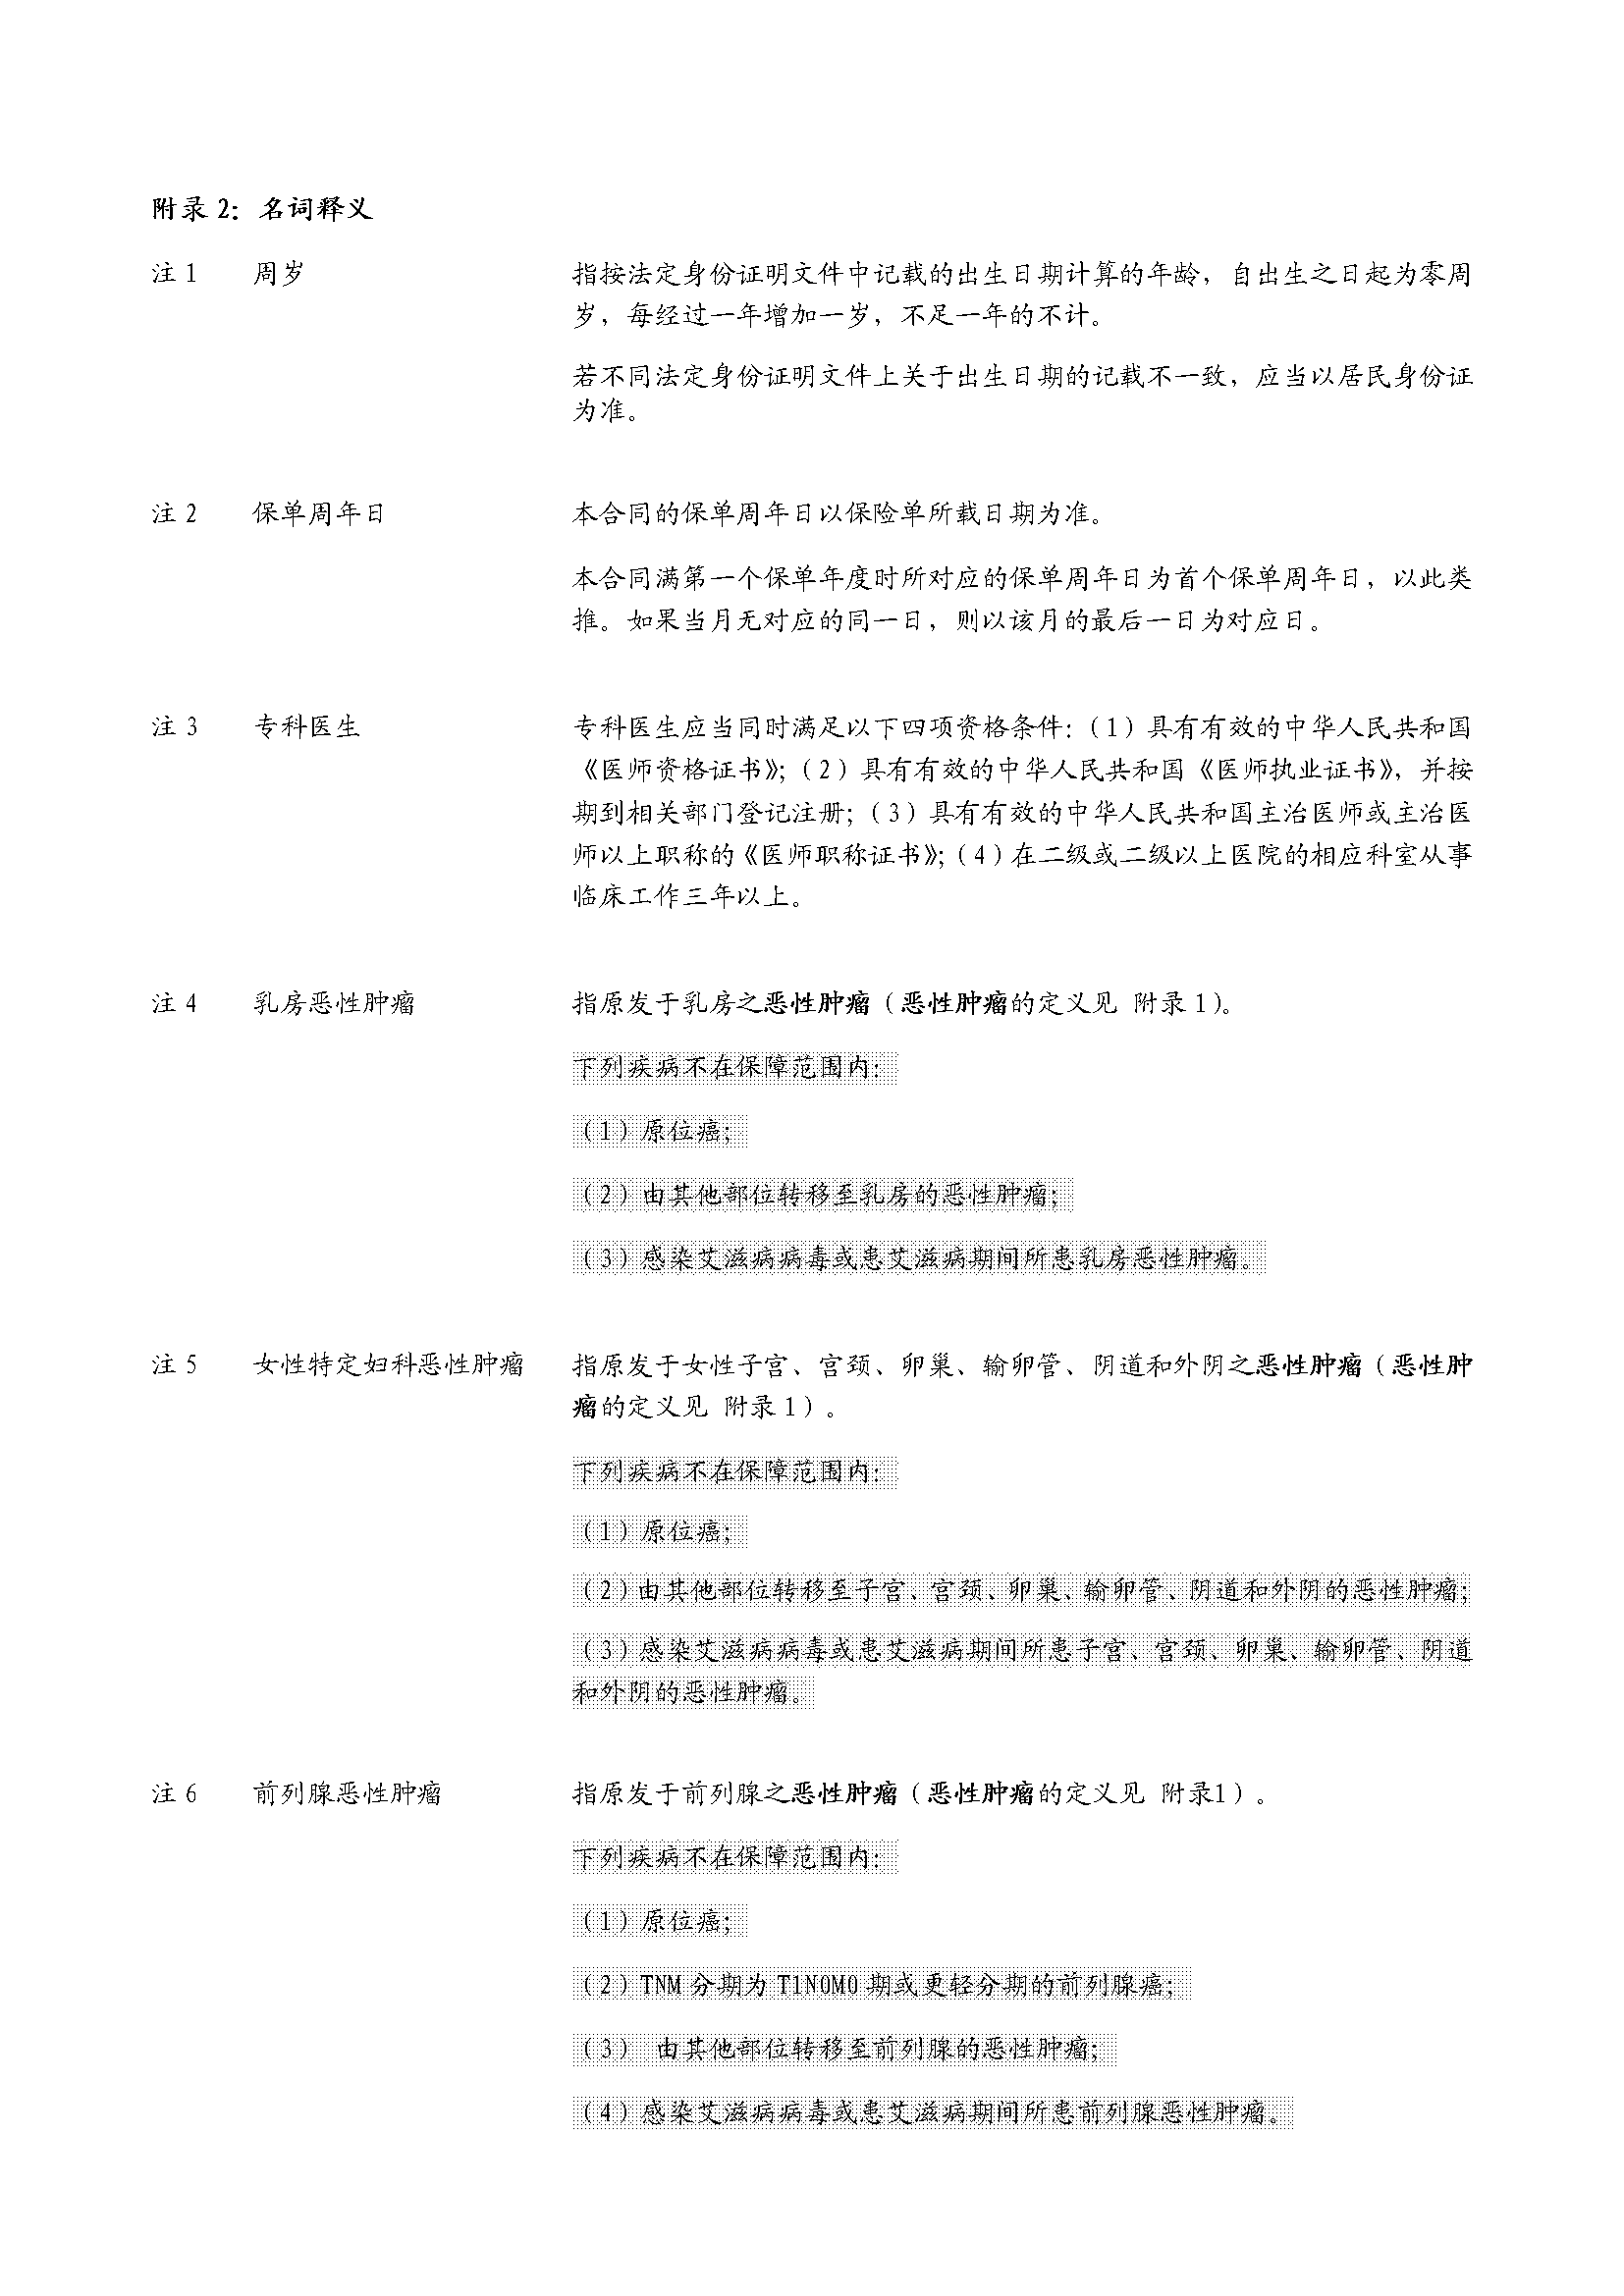 附录 2：名词释义
注 1 周岁 指按法定身份证明文件中记载的出生日期计算的年龄，自出生之日起为零周
岁，每经过一年增加一岁，不足一年的不计。
若不同法定身份证明文件上关于出生日期的记载不一致，应当以居民身份证
为准。
注 2 保单周年日 本合同的保单周年日以保险单所载日期为准。
本合同满第一个保单年度时所对应的保单周年日为首个保单周年日，以此类
推。如果当月无对应的同一日，则以该月的最后一日为对应日。
注 3 专科医生 专科医生应当同时满足以下四项资格条件：（1）具有有效的中华人民共和国
《医师资格证书》；（2）具有有效的中华人民共和国《医师执业证书》，并按
期到相关部门登记注册；（3）具有有效的中华人民共和国主治医师或主治医
师以上职称的《医师职称证书》；（4）在二级或二级以上医院的相应科室从事
临床工作三年以上。
注 4 乳房恶性肿瘤 指原发于乳房之恶性肿瘤（恶性肿瘤的定义见 附录 1）。
下列疾病不在保障范围内：
（1）原位癌；
（2）由其他部位转移至乳房的恶性肿瘤；
（3）感染艾滋病病毒或患艾滋病期间所患乳房恶性肿瘤。
注 5 女性特定妇科恶性肿瘤 指原发于女性子宫、宫颈、卵巢、输卵管、阴道和外阴之恶性肿瘤（恶性肿
瘤的定义见 附录 1）。
下列疾病不在保障范围内：
（1）原位癌；
（2）由其他部位转移至子宫、宫颈、卵巢、输卵管、阴道和外阴的恶性肿瘤；
（3）感染艾滋病病毒或患艾滋病期间所患子宫、宫颈、卵巢、输卵管、阴道
和外阴的恶性肿瘤。
注 6 前列腺恶性肿瘤 指原发于前列腺之恶性肿瘤（恶性肿瘤的定义见 附录1）。
下列疾病不在保障范围内：
（1）原位癌；
（2）TNM 分期为 T1N0M0 期或更轻分期的前列腺癌；
（3） 由其他部位转移至前列腺的恶性肿瘤；
（4）感染艾滋病病毒或患艾滋病期间所患前列腺恶性肿瘤。